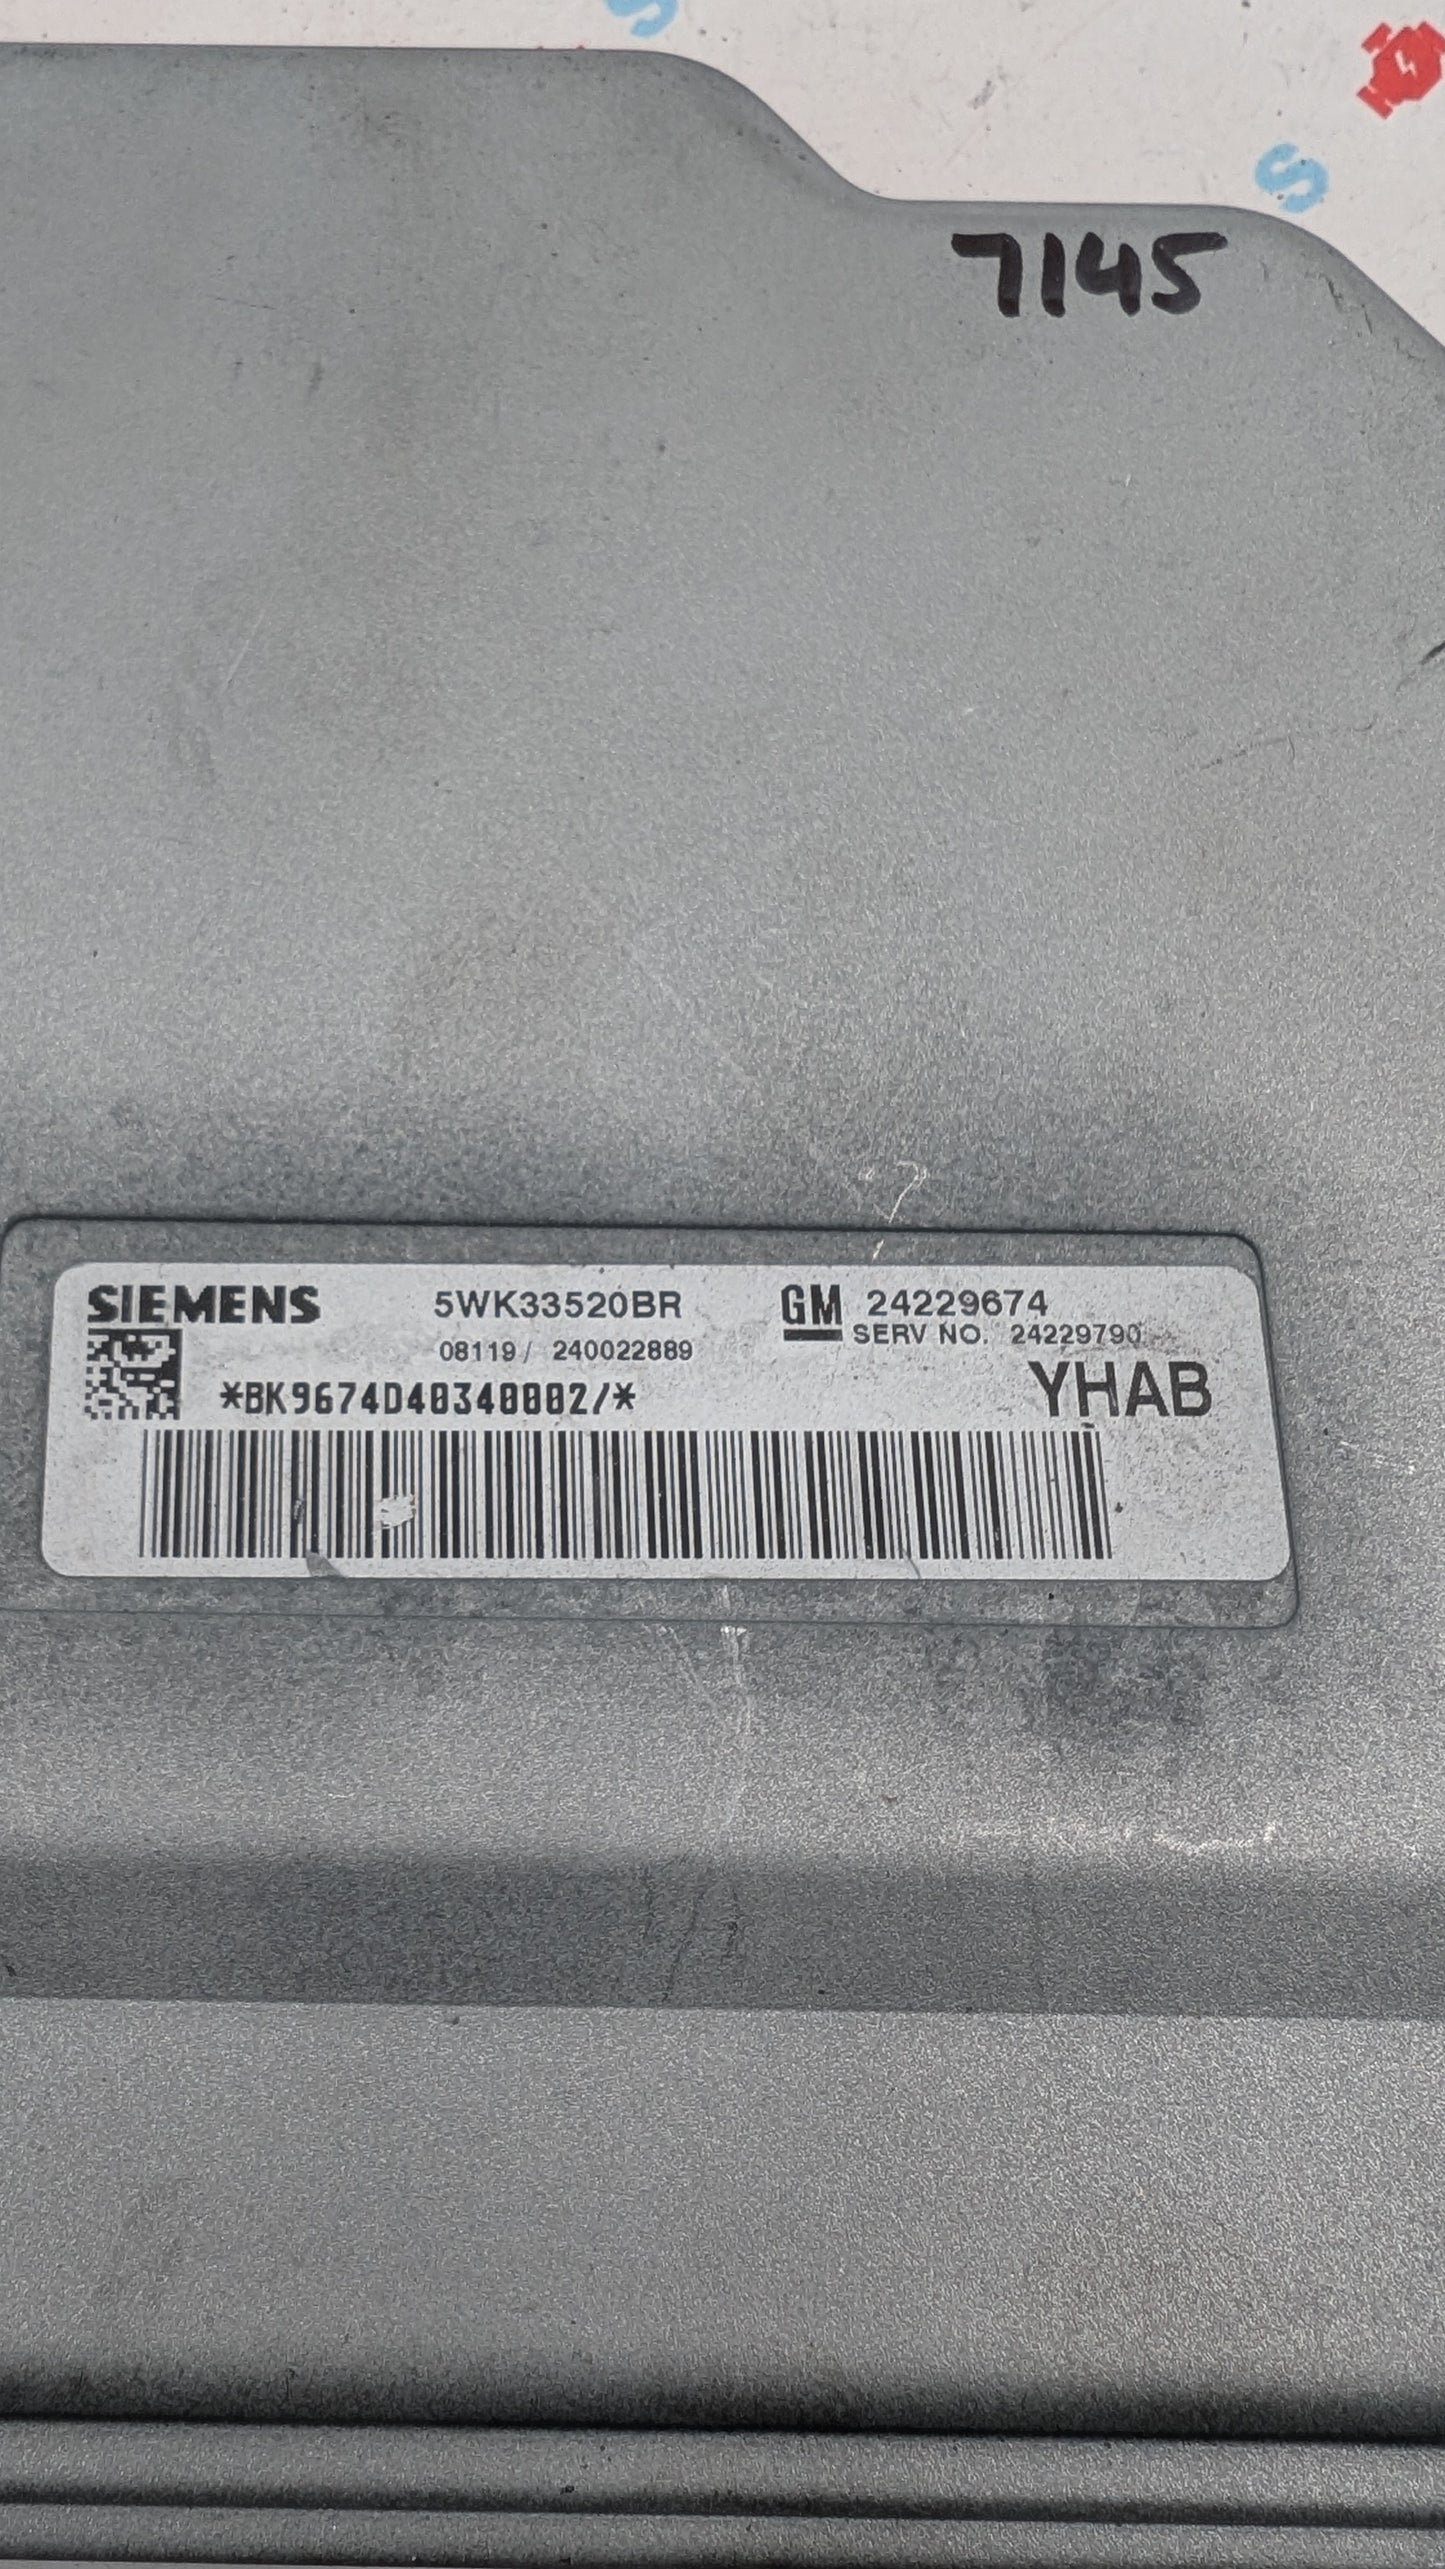 S
S
7145
SIEMENS 5WK33520BR GM 24229674
SERV NO. 24229790
08119/ 240022889
*BK9674D40340002/* YHAB